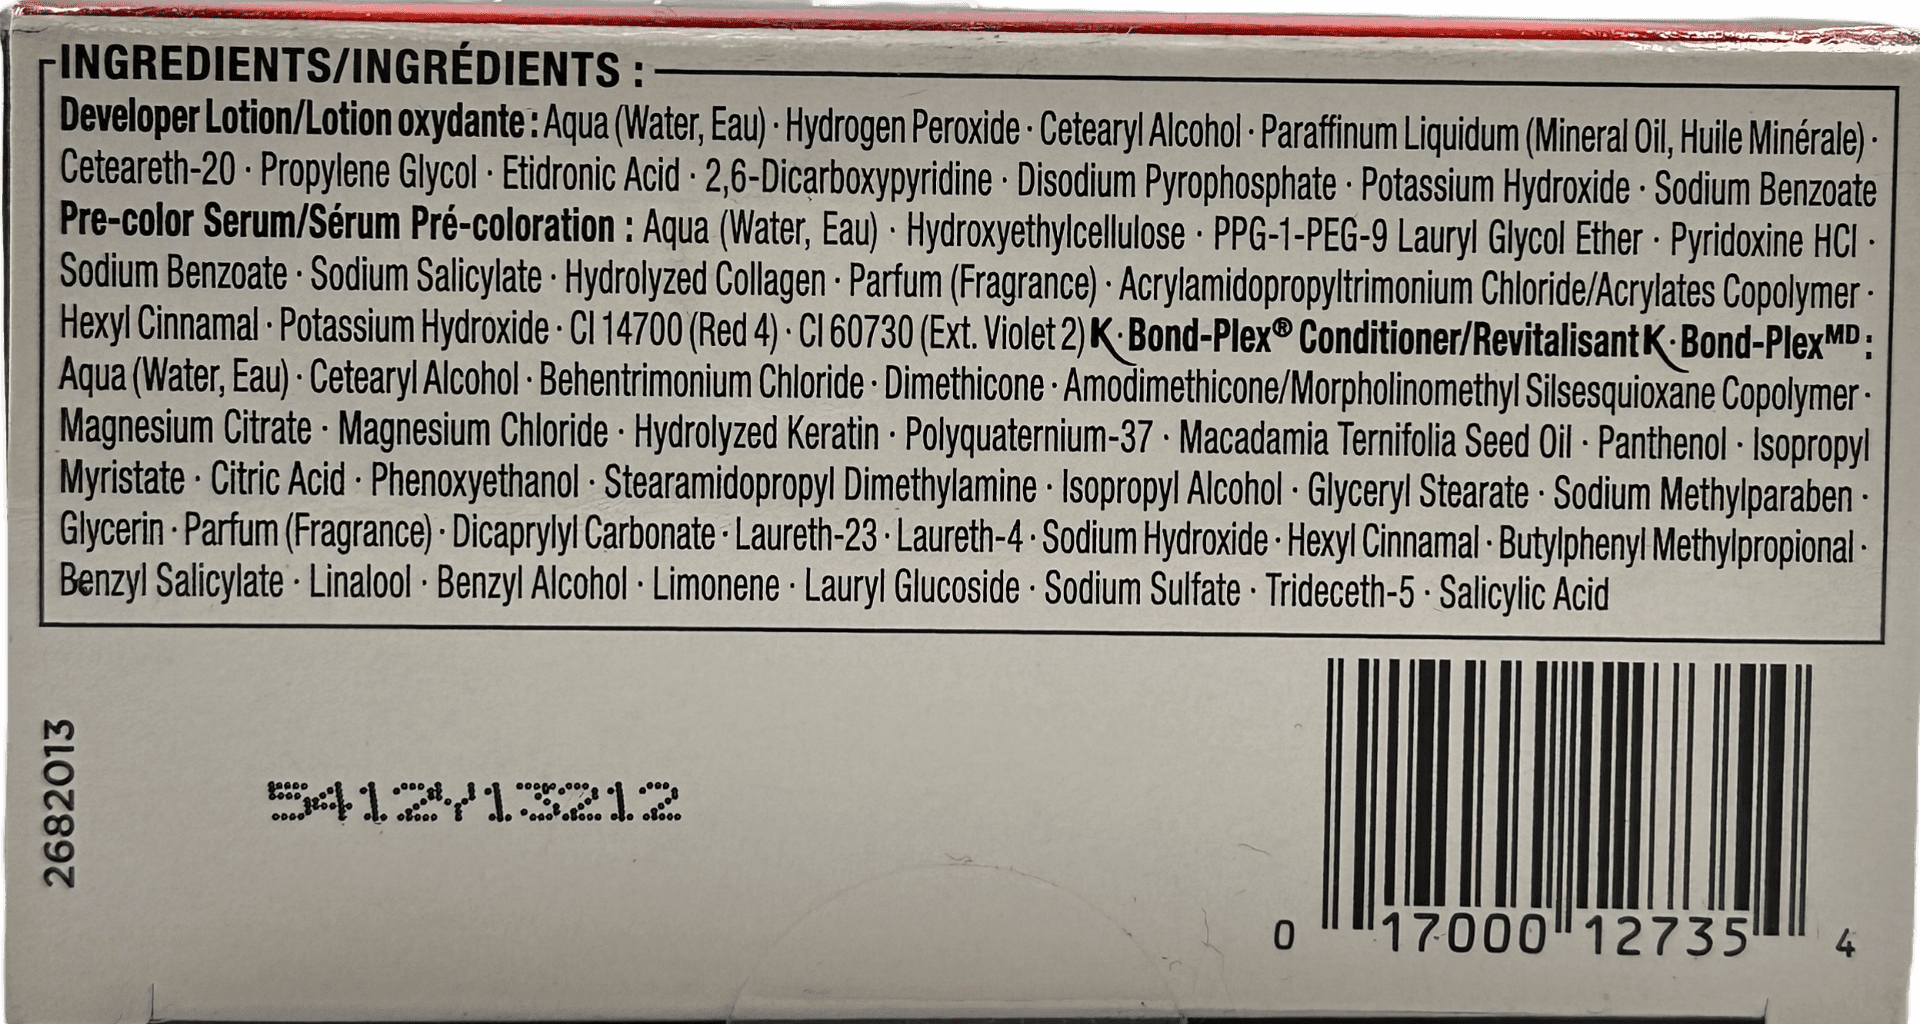 INGREDIENTS/INGRÉDIENTS :
Developer Lotion/Lotion oxydante : Aqua (Water, Eau) · Hydrogen Peroxide · Cetearyl Alcohol · Paraffinum Liquidum (Mineral Oil, Huile Minérale) ·
Ceteareth-20 · Propylene Glycol · Etidronic Acid · 2,6-Dicarboxypyridine · Disodium Pyrophosphate · Potassium Hydroxide · Sodium Benzoate
Pre-color Serum/Sérum Pré-coloration : Aqua (Water, Eau) · Hydroxyethylcellulose · PPG-1-PEG-9 Lauryl Glycol Ether · Pyridoxine HCl ·
Sodium Benzoate · Sodium Salicylate · Hydrolyzed Collagen · Parfum (Fragrance) · Acrylamidopropyltrimonium Chloride/Acrylates Copolymer ·
Hexyl Cinnamal · Potassium Hydroxide · CI 14700 (Red 4) · CI 60730 (Ext. Violet 2) K·Bond-Plex® Conditioner/Revitalisant K·Bond-Plexᴹᴰ :
Aqua (Water, Eau) · Cetearyl Alcohol · Behentrimonium Chloride · Dimethicone · Amodimethicone/Morpholinomethyl Silsesquioxane Copolymer ·
Magnesium Citrate · Magnesium Chloride · Hydrolyzed Keratin · Polyquaternium-37 · Macadamia Ternifolia Seed Oil · Panthenol · Isopropyl
Myristate · Citric Acid · Phenoxyethanol · Stearamidopropyl Dimethylamine · Isopropyl Alcohol · Glyceryl Stearate · Sodium Methylparaben ·
Glycerin · Parfum (Fragrance) · Dicaprylyl Carbonate · Laureth-23 · Laureth-4 · Sodium Hydroxide · Hexyl Cinnamal · Butylphenyl Methylpropional ·
Benzyl Salicylate · Linalool · Benzyl Alcohol · Limonene · Lauryl Glucoside · Sodium Sulfate · Trideceth-5 · Salicylic Acid
2682013
5412Y13212
0 17000 12735 4